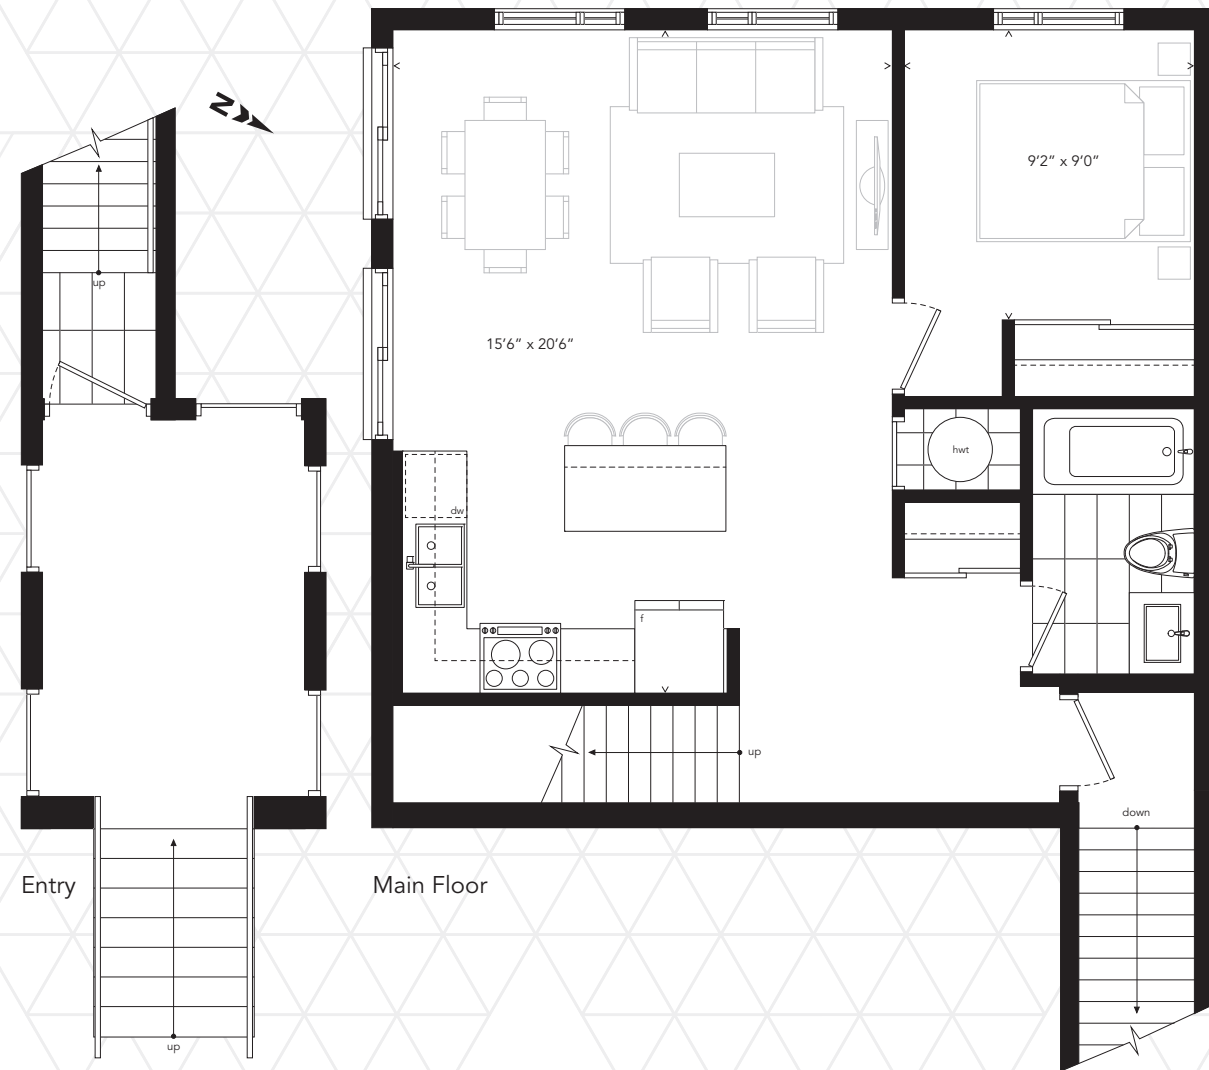 N
9'2" x 9'0"
up
15'6" x 20'6"
hwt
dw
f
up
down
Entry
Main Floor
up